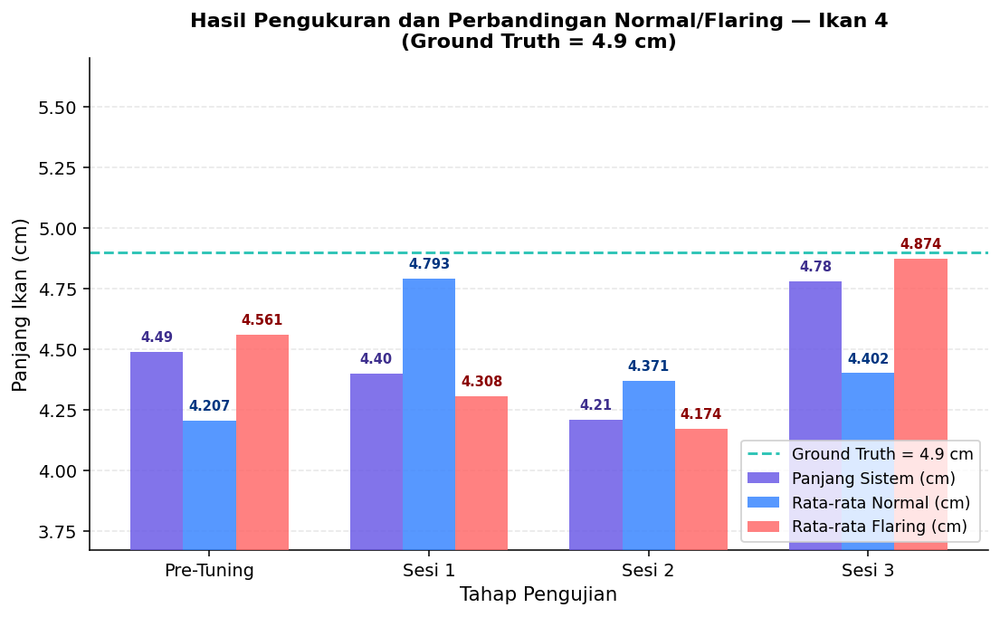 Hasil Pengukuran dan Perbandingan Normal/Flaring — Ikan 4
(Ground Truth = 4.9 cm)
Panjang Ikan (cm)
5.50
5.25
5.00
4.75
4.50
4.25
4.00
3.75
4.49
4.207
4.561
4.40
4.793
4.308
4.21
4.371
4.174
4.78
4.402
4.874
Ground Truth = 4.9 cm
Panjang Sistem (cm)
Rata-rata Normal (cm)
Rata-rata Flaring (cm)
Pre-Tuning
Sesi 1
Sesi 2
Sesi 3
Tahap Pengujian